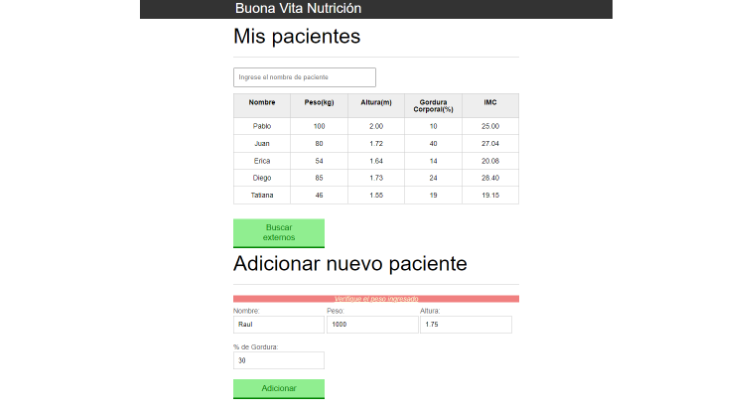 Buona Vita Nutrición
Mis pacientes
Ingrese el nombre de paciente
Nombre Peso(kg) Altura(m) Gordura Corporal(%) IMC
Pablo 100 2.00 10 25.00
Juan 80 1.72 40 27.04
Erica 54 1.64 14 20.08
Diego 85 1.73 24 28.40
Tatiana 46 1.55 19 19.15
Buscar
externos
Adicionar nuevo paciente
Verifique el peso ingresado
Nombre: Peso: Altura:
Raul 1000 1.75
% de Gordura:
30
Adicionar